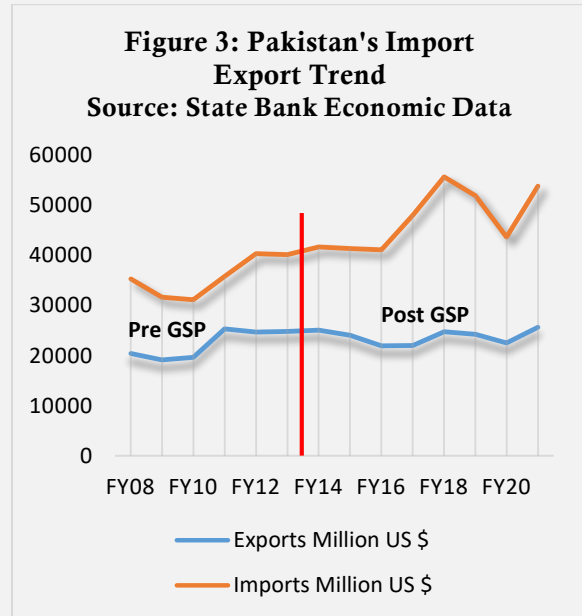 Figure 3: Pakistan's Import
Export Trend
Source: State Bank Economic Data
60000
50000
40000
30000
20000
10000
0
Pre GSP
Post GSP
FY08 FY10 FY12 FY14 FY16 FY18 FY20
Exports Million US $
Imports Million US $